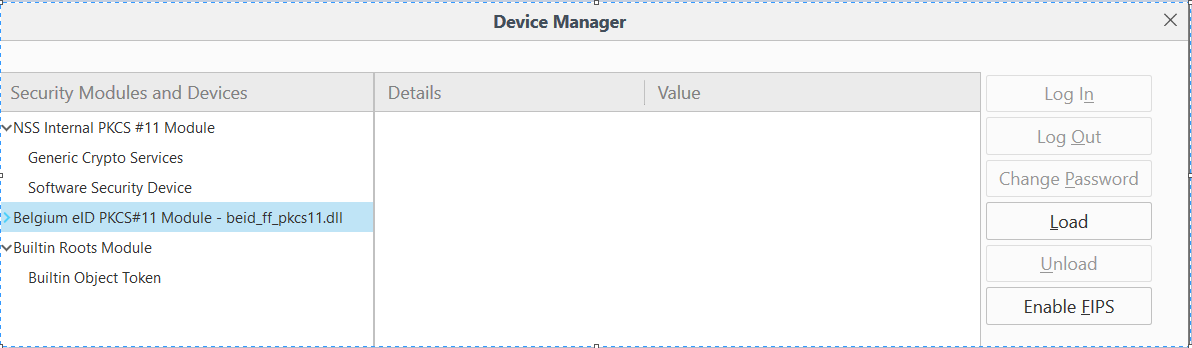 Device Manager
Security Modules and Devices
Details
Value
NSS Internal PKCS #11 Module
Generic Crypto Services
Software Security Device
Belgium eID PKCS#11 Module - beid_ff_pkcs11.dll
Builtin Roots Module
Builtin Object Token
Log In
Log Out
Change Password
Load
Unload
Enable FIPS